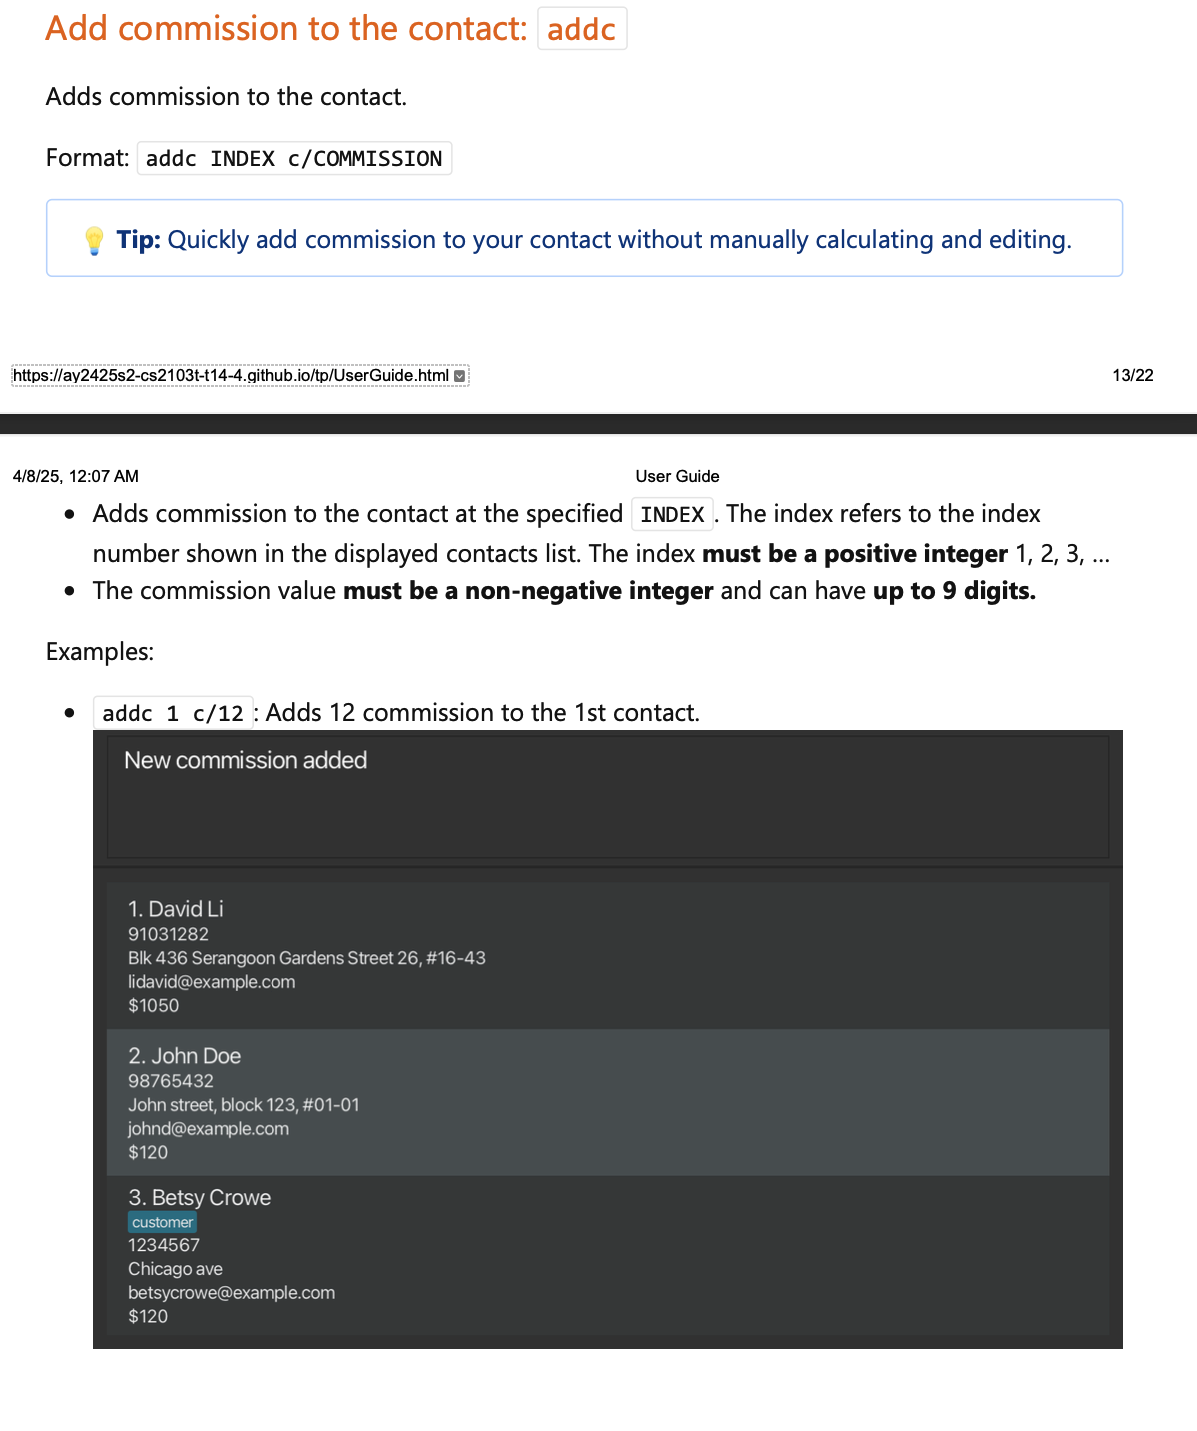 Add commission to the contact: addc
Adds commission to the contact.
Format: addc INDEX c/COMMISSION
💡 Tip: Quickly add commission to your contact without manually calculating and editing.
https://ay2425s2-cs2103t-t14-4.github.io/tp/UserGuide.html 13/22
4/8/25, 12:07 AM User Guide
• Adds commission to the contact at the specified INDEX . The index refers to the index
number shown in the displayed contacts list. The index must be a positive integer 1, 2, 3, ...
• The commission value must be a non-negative integer and can have up to 9 digits.
Examples:
• addc 1 c/12 : Adds 12 commission to the 1st contact.
New commission added
1. David Li
91031282
Blk 436 Serangoon Gardens Street 26, #16-43
lidavid@example.com
$1050
2. John Doe
98765432
John street, block 123, #01-01
johnd@example.com
$120
3. Betsy Crowe
customer
1234567
Chicago ave
betsycrowe@example.com
$120